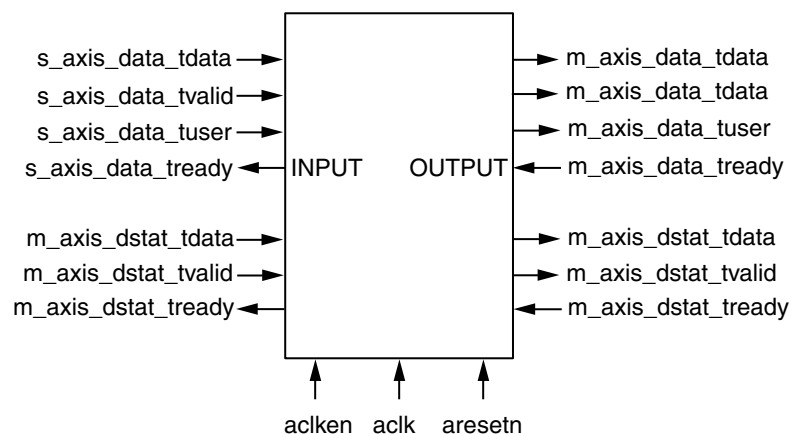 s_axis_data_tdata
s_axis_data_tvalid
s_axis_data_tuser
s_axis_data_tready
m_axis_dstat_tdata
m_axis_dstat_tvalid
m_axis_dstat_tready
INPUT
OUTPUT
m_axis_data_tdata
m_axis_data_tdata
m_axis_data_tuser
m_axis_data_tready
m_axis_dstat_tdata
m_axis_dstat_tvalid
m_axis_dstat_tready
aclken
aclk
aresetn